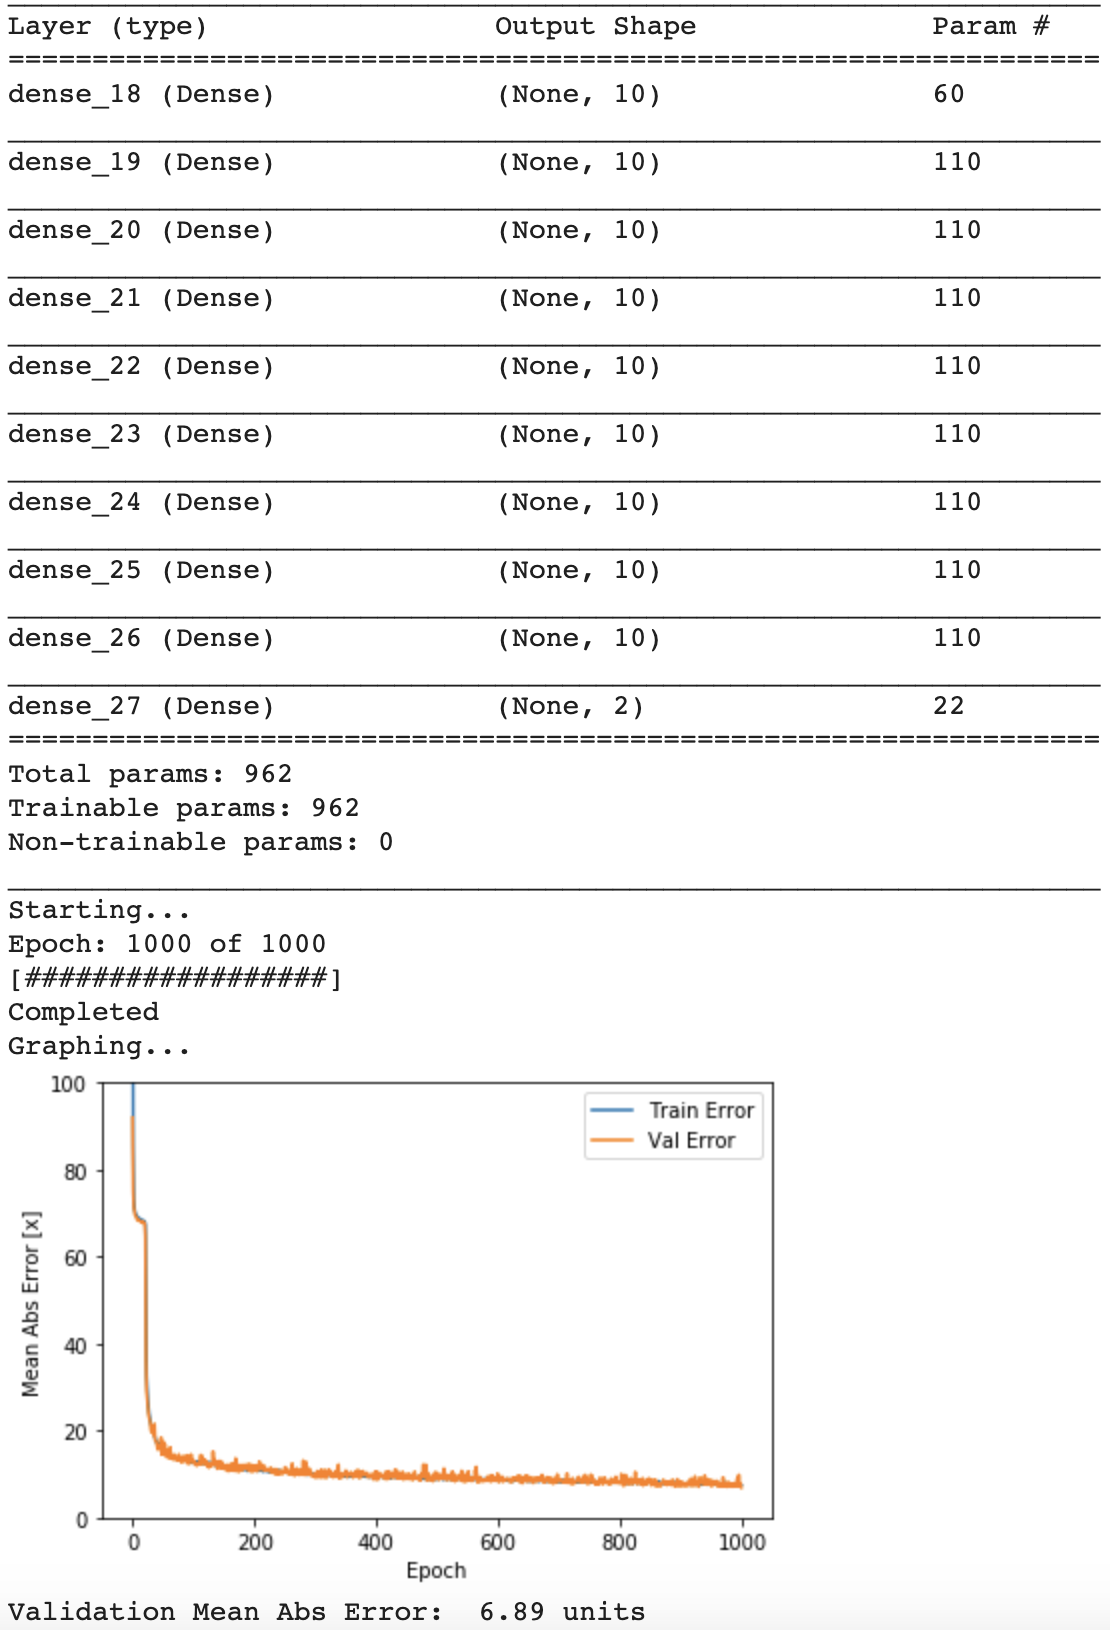 Layer (type) Output Shape Param #
=================================================================
dense_18 (Dense) (None, 10) 60
dense_19 (Dense) (None, 10) 110
dense_20 (Dense) (None, 10) 110
dense_21 (Dense) (None, 10) 110
dense_22 (Dense) (None, 10) 110
dense_23 (Dense) (None, 10) 110
dense_24 (Dense) (None, 10) 110
dense_25 (Dense) (None, 10) 110
dense_26 (Dense) (None, 10) 110
dense_27 (Dense) (None, 2) 22
=================================================================
Total params: 962
Trainable params: 962
Non-trainable params: 0
Starting...
Epoch: 1000 of 1000
[##################]
Completed
Graphing...
100
80
60
40
20
0
Mean Abs Error [x]
Train Error
Val Error
0 200 400 600 800 1000
Epoch
Validation Mean Abs Error: 6.89 units